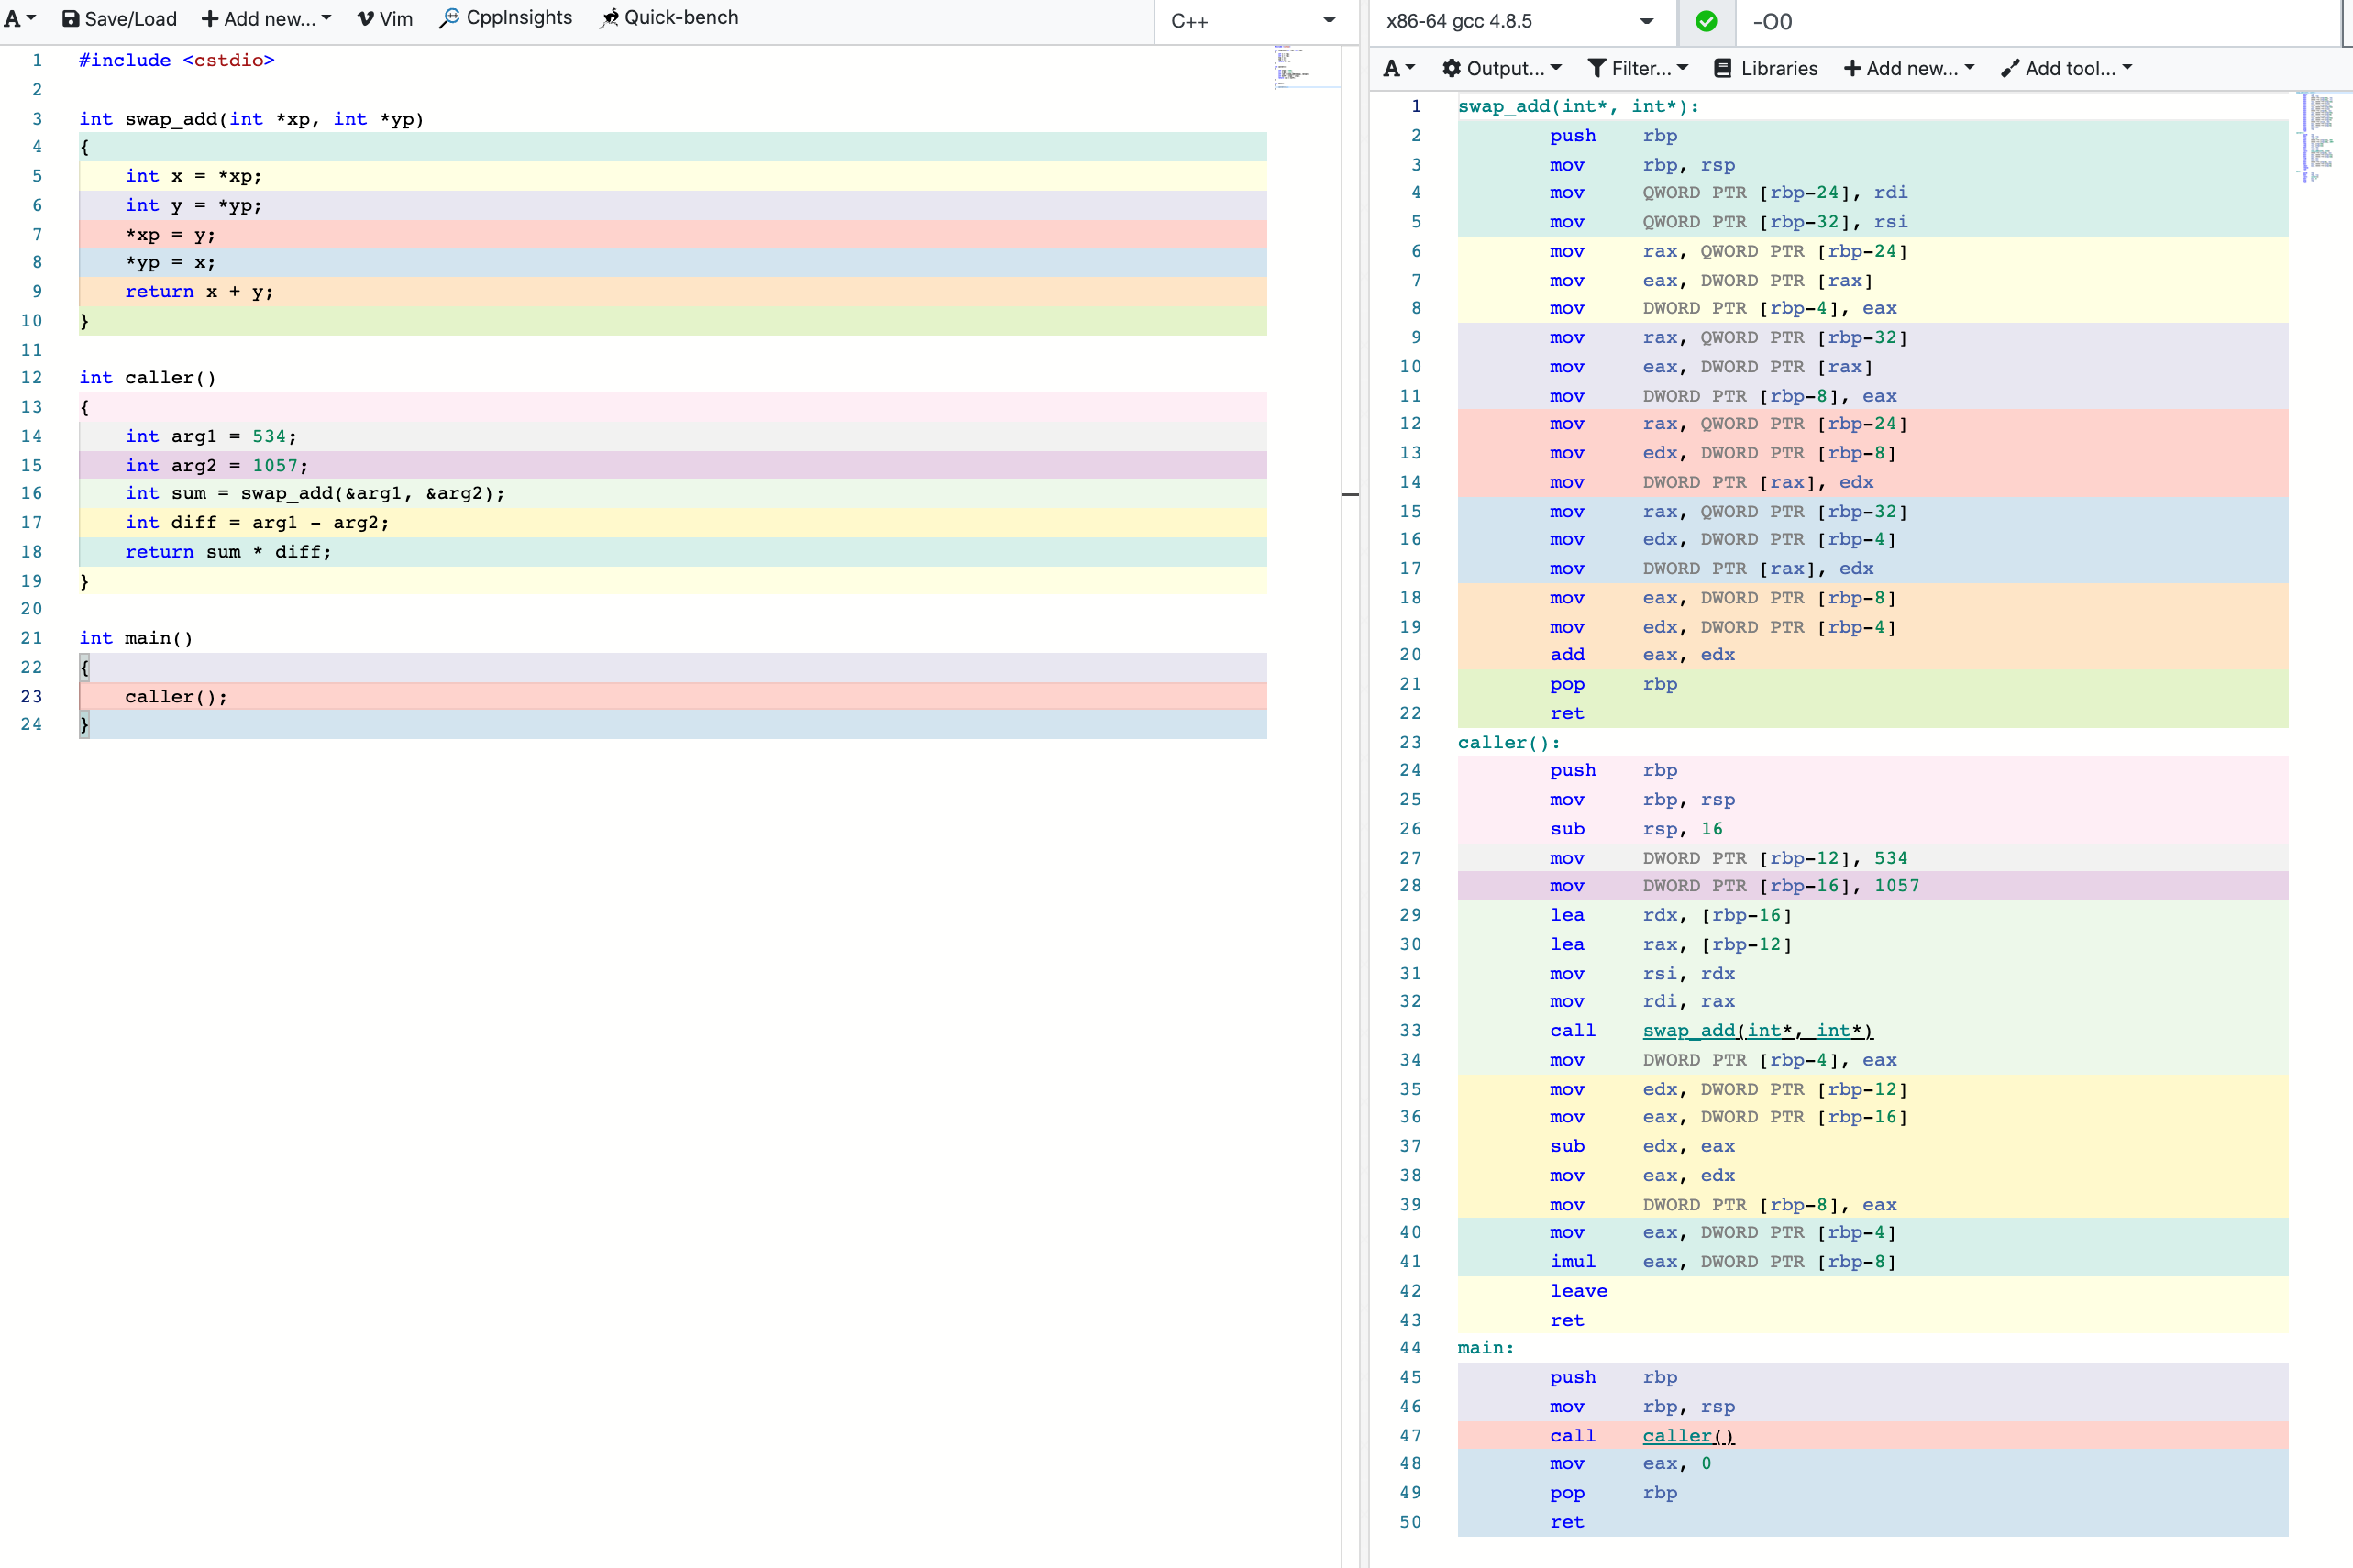 A Save/Load Add new... Vim CppInsights Quick-bench C++
1 #include <cstdio>
2
3 int swap_add(int *xp, int *yp)
4 {
5     int x = *xp;
6     int y = *yp;
7     *xp = y;
8     *yp = x;
9     return x + y;
10 }
11
12 int caller()
13 {
14     int arg1 = 534;
15     int arg2 = 1057;
16     int sum = swap_add(&arg1, &arg2);
17     int diff = arg1 - arg2;
18     return sum * diff;
19 }
20
21 int main()
22 {
23     caller();
24 }
x86-64 gcc 4.8.5 -O0
A Output... Filter... Libraries Add new... Add tool...
1 swap_add(int*, int*):
2         push    rbp
3         mov     rbp, rsp
4         mov     QWORD PTR [rbp-24], rdi
5         mov     QWORD PTR [rbp-32], rsi
6         mov     rax, QWORD PTR [rbp-24]
7         mov     eax, DWORD PTR [rax]
8         mov     DWORD PTR [rbp-4], eax
9         mov     rax, QWORD PTR [rbp-32]
10         mov     eax, DWORD PTR [rax]
11         mov     DWORD PTR [rbp-8], eax
12         mov     rax, QWORD PTR [rbp-24]
13         mov     edx, DWORD PTR [rbp-8]
14         mov     DWORD PTR [rax], edx
15         mov     rax, QWORD PTR [rbp-32]
16         mov     edx, DWORD PTR [rbp-4]
17         mov     DWORD PTR [rax], edx
18         mov     eax, DWORD PTR [rbp-8]
19         mov     edx, DWORD PTR [rbp-4]
20         add     eax, edx
21         pop     rbp
22         ret
23 caller():
24         push    rbp
25         mov     rbp, rsp
26         sub     rsp, 16
27         mov     DWORD PTR [rbp-12], 534
28         mov     DWORD PTR [rbp-16], 1057
29         lea     rdx, [rbp-16]
30         lea     rax, [rbp-12]
31         mov     rsi, rdx
32         mov     rdi, rax
33         call    swap_add(int*, int*)
34         mov     DWORD PTR [rbp-4], eax
35         mov     edx, DWORD PTR [rbp-12]
36         mov     eax, DWORD PTR [rbp-16]
37         sub     edx, eax
38         mov     eax, edx
39         mov     DWORD PTR [rbp-8], eax
40         mov     eax, DWORD PTR [rbp-4]
41         imul    eax, DWORD PTR [rbp-8]
42         leave
43         ret
44 main:
45         push    rbp
46         mov     rbp, rsp
47         call    caller()
48         mov     eax, 0
49         pop     rbp
50         ret